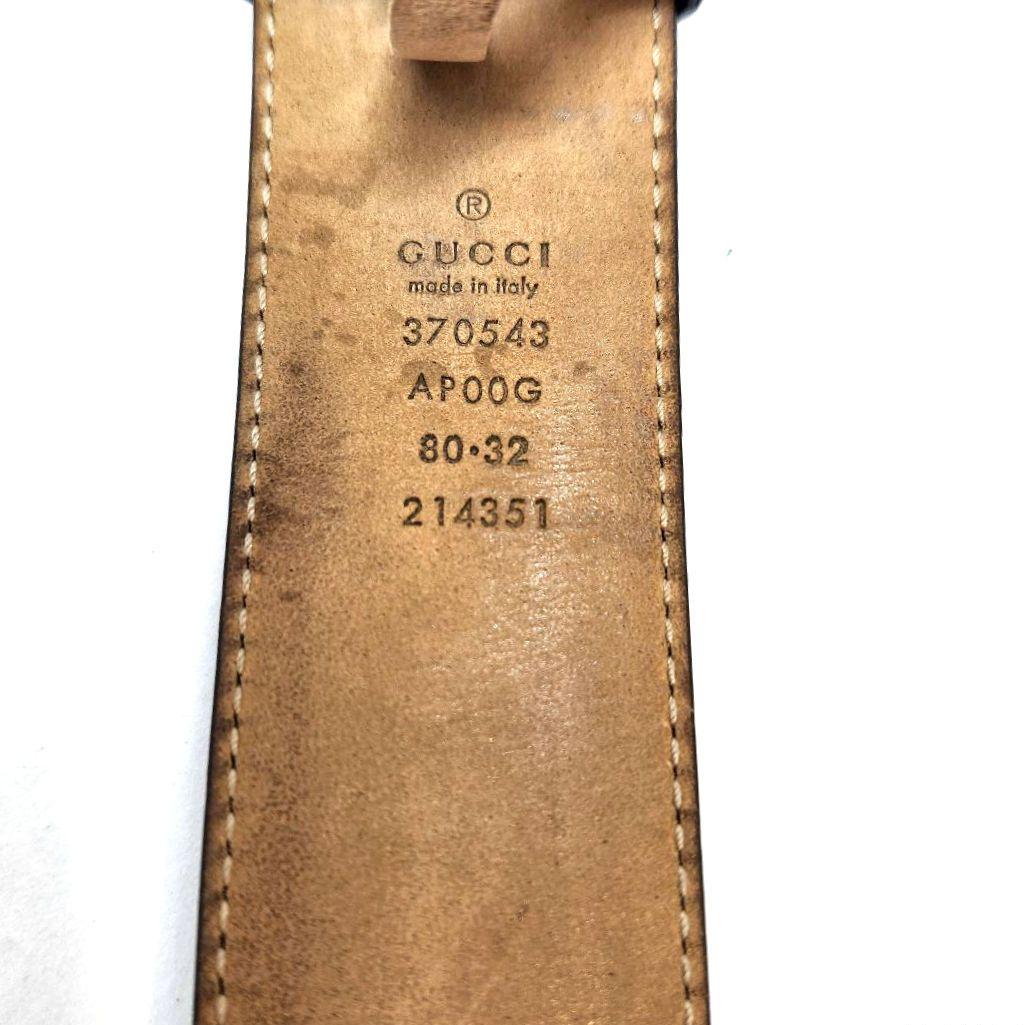 ®
GUCCI
made in italy
370543
AP00G
80•32
214351